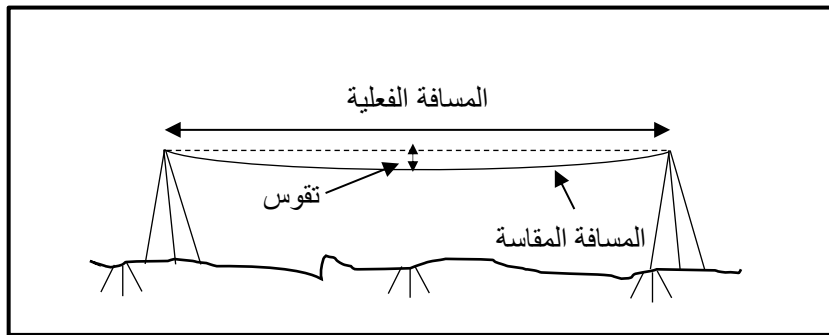 المسافة الفعلية
تقوس
المسافة المقاسة